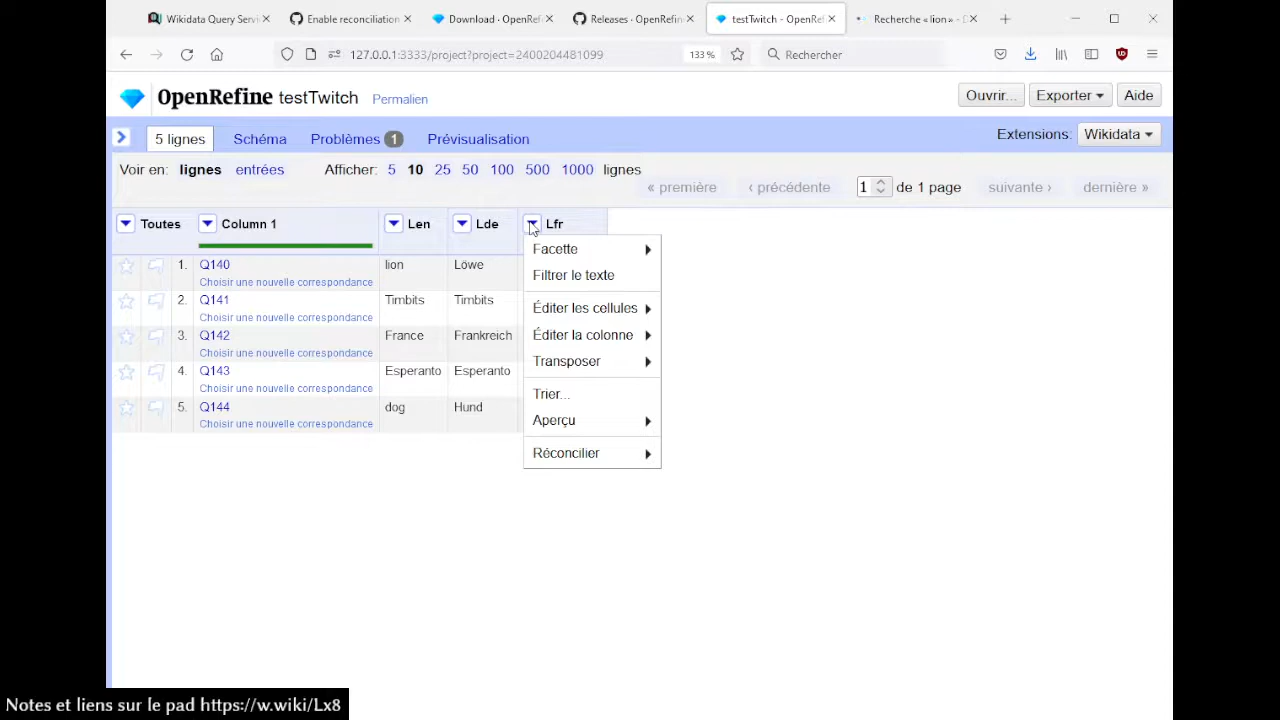 Wikidata Query Servi
Enable reconciliation
Download · OpenRef
Releases · OpenRefin
testTwitch - OpenRef
Recherche « lion » -
127.0.0.1:3333/project?project=2400204481099
133 %
Rechercher
OpenRefine testTwitch Permalien
Ouvrir... Exporter Aide
5 lignes Schéma Problèmes 1 Prévisualisation
Extensions: Wikidata
Voir en: lignes entrées Afficher: 5 10 25 50 100 500 1000 lignes
« première ‹ précédente 1 de 1 page suivante › dernière »
Toutes Column 1 Len Lde Lfr
1. Q140 lion Löwe
Choisir une nouvelle correspondance
2. Q141 Timbits Timbits
Choisir une nouvelle correspondance
3. Q142 France Frankreich
Choisir une nouvelle correspondance
4. Q143 Esperanto Esperanto
Choisir une nouvelle correspondance
5. Q144 dog Hund
Choisir une nouvelle correspondance
Facette
Filtrer le texte
Éditer les cellules
Éditer la colonne
Transposer
Trier...
Aperçu
Réconcilier
Notes et liens sur le pad https://w.wiki/Lx8